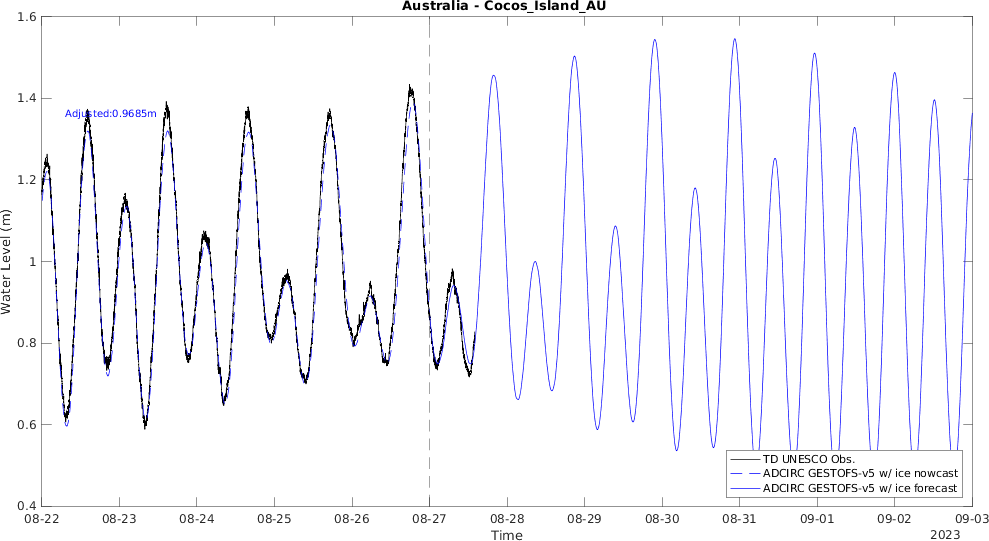 Australia - Cocos_Island_AU
1.6
1.4
1.2
1
0.8
0.6
0.4
Water Level (m)
Adjusted:0.9685m
TD UNESCO Obs.
ADCIRC GESTOFS-v5 w/ ice nowcast
ADCIRC GESTOFS-v5 w/ ice forecast
08-22 08-23 08-24 08-25 08-26 08-27 08-28 08-29 08-30 08-31 09-01 09-02 09-03
Time
2023